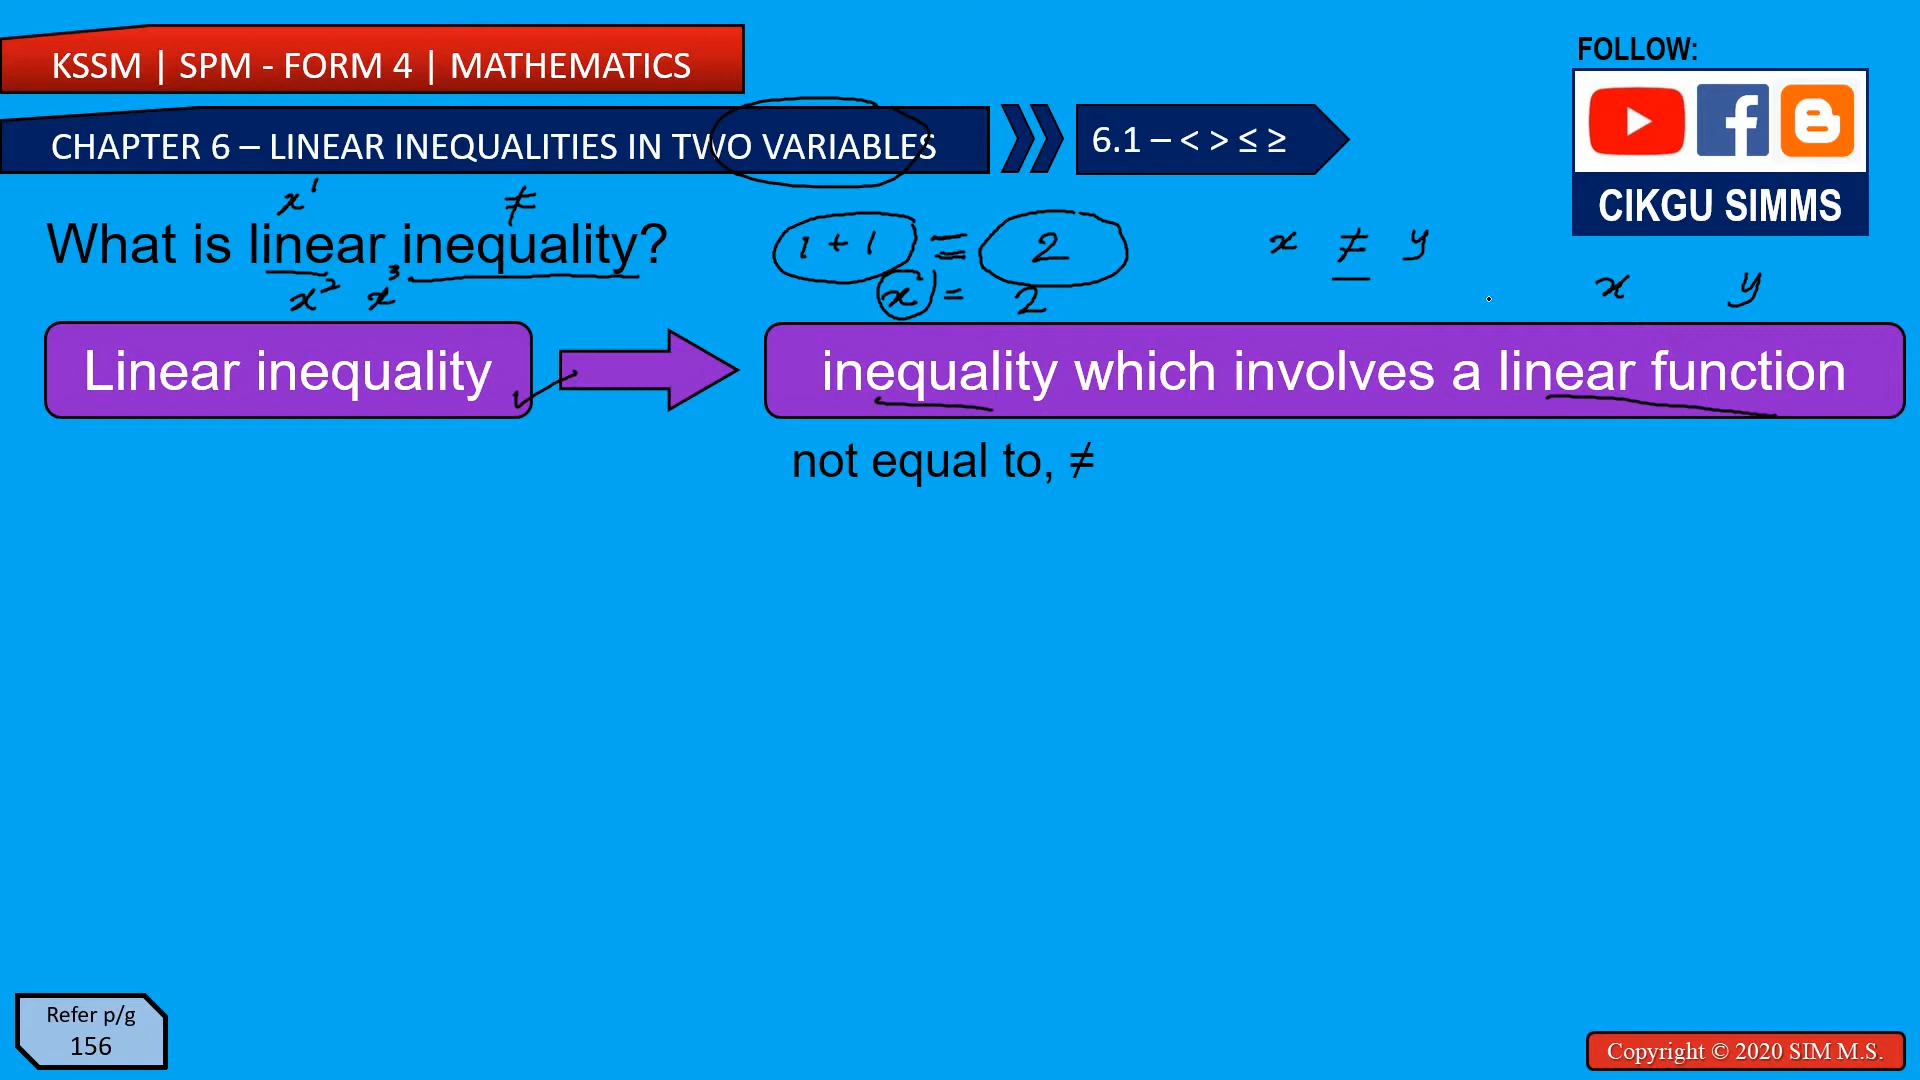 KSSM | SPM - FORM 4 | MATHEMATICS
FOLLOW:
CHAPTER 6 – LINEAR INEQUALITIES IN TWO VARIABLES
6.1 – < > ≤ ≥
CIKGU SIMMS
x¹ ≠
What is linear inequality?
1 + 1 = 2
x ≠ y
x² x³
x = 2
x y
Linear inequality
inequality which involves a linear function
not equal to, ≠
Refer p/g
156
Copyright © 2020 SIM M.S.